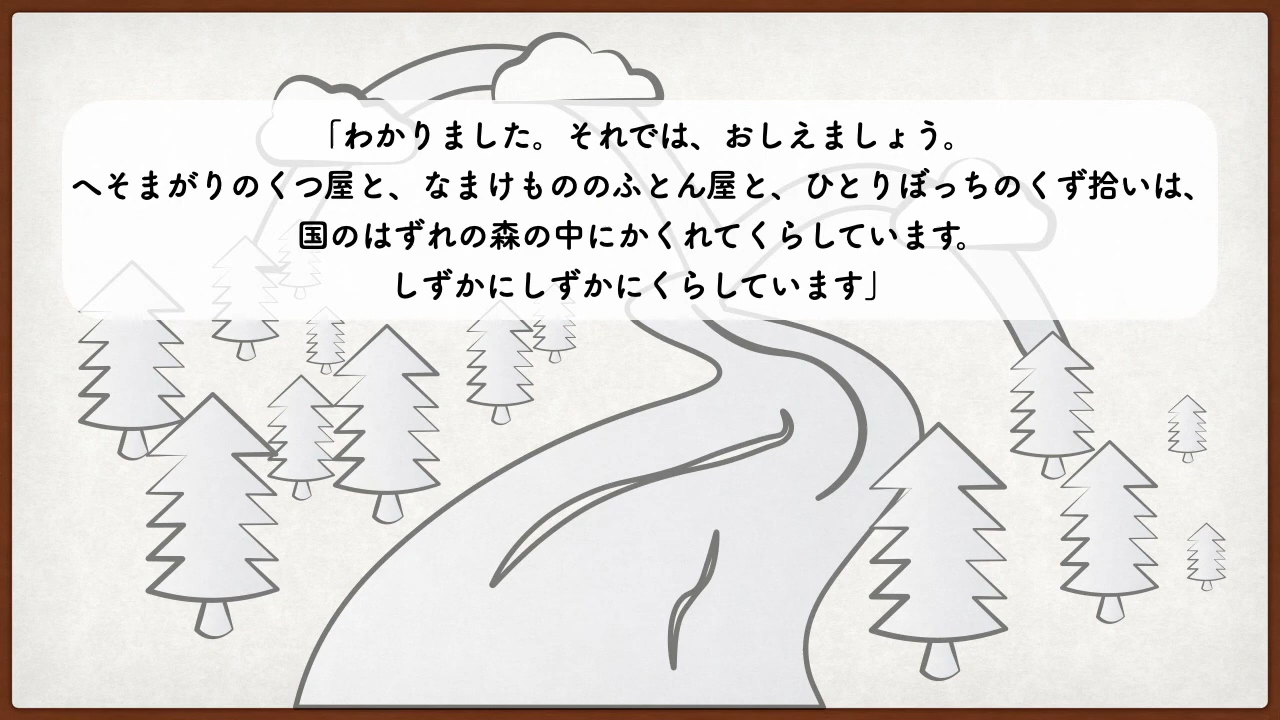 「わかりました。それでは、おしえましょう。
へそまがりのくつ屋と、なまけもののふとん屋と、ひとりぼっちのくず拾いは、
国のはずれの森の中にかくれてくらしています。
しずかにしずかにくらしています」